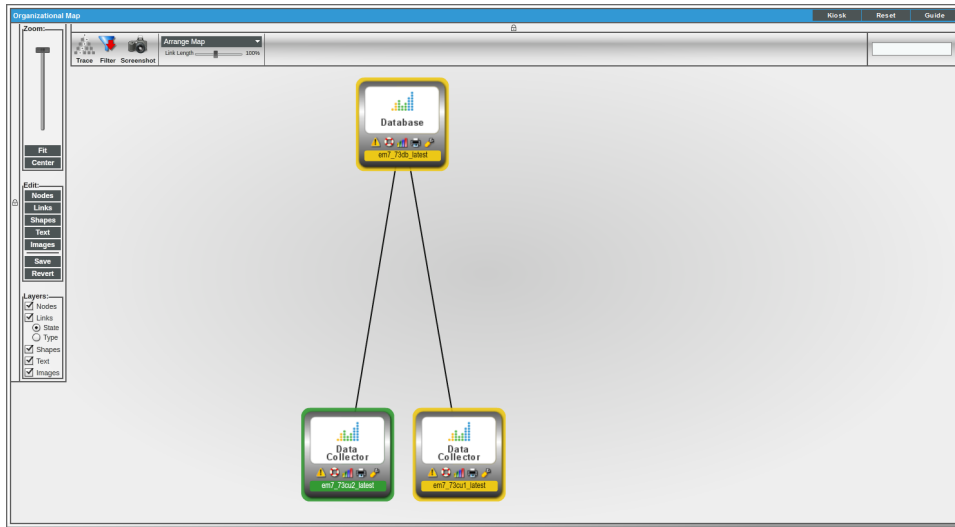 Organizational Map
Kiosk Reset Guide
Zoom:
Fit
Center
Edit:
Nodes
Links
Shapes
Text
Images
Save
Revert
Layers:
Nodes
Links
State
Type
Shapes
Text
Images
Trace Filter Screenshot
Arrange Map
Link Length 100%
Database
em7_73db_latest
Data
Collector
em7_73cu2_latest
Data
Collector
em7_73cu1_latest